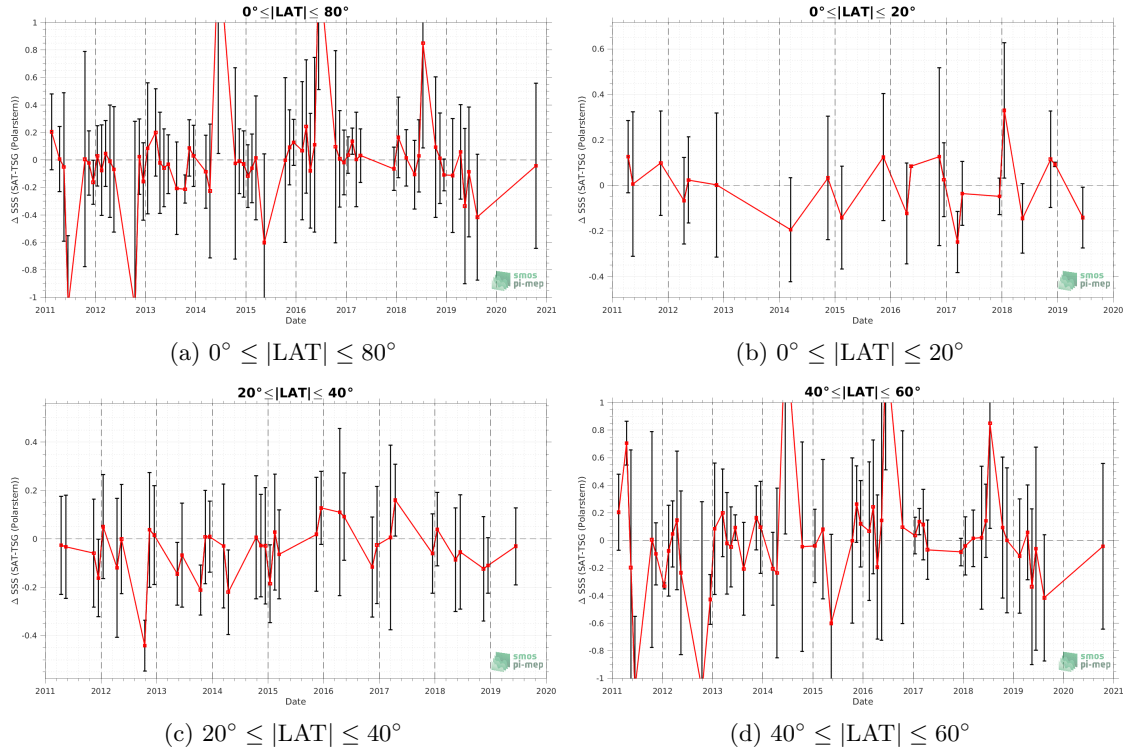 0°≤|LAT|≤ 80°
Δ SSS (SAT-TSG (Polarstern))
1
0.8
0.6
0.4
0.2
0
-0.2
-0.4
-0.6
-0.8
-1
2011 2012 2013 2014 2015 2016 2017 2018 2019 2020 2021
Date
smos
pi-mep
(a) 0° ≤ |LAT| ≤ 80°
0°≤|LAT|≤ 20°
Δ SSS (SAT-TSG (Polarstern))
0.6
0.4
0.2
0
-0.2
-0.4
2011 2012 2013 2014 2015 2016 2017 2018 2019 2020
Date
smos
pi-mep
(b) 0° ≤ |LAT| ≤ 20°
20°≤|LAT|≤ 40°
Δ SSS (SAT-TSG (Polarstern))
0.4
0.2
0
-0.2
-0.4
2011 2012 2013 2014 2015 2016 2017 2018 2019 2020
Date
smos
pi-mep
(c) 20° ≤ |LAT| ≤ 40°
40°≤|LAT|≤ 60°
Δ SSS (SAT-TSG (Polarstern))
1
0.8
0.6
0.4
0.2
0
-0.2
-0.4
-0.6
-0.8
-1
2011 2012 2013 2014 2015 2016 2017 2018 2019 2020 2021
Date
smos
pi-mep
(d) 40° ≤ |LAT| ≤ 60°